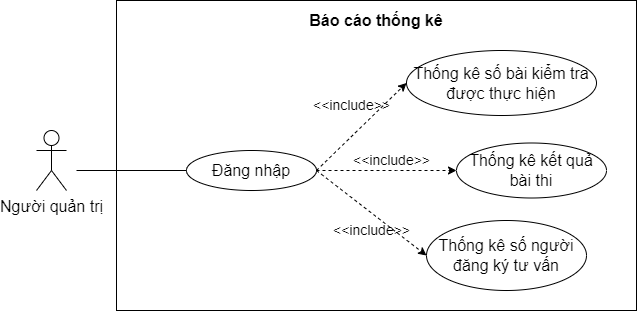 Báo cáo thống kê
Thống kê số bài kiểm tra
được thực hiện
<<include>>
Đăng nhập
<<include>>
Thống kê kết quả
bài thi
Người quản trị
<<include>>
Thống kê số người
đăng ký tư vấn